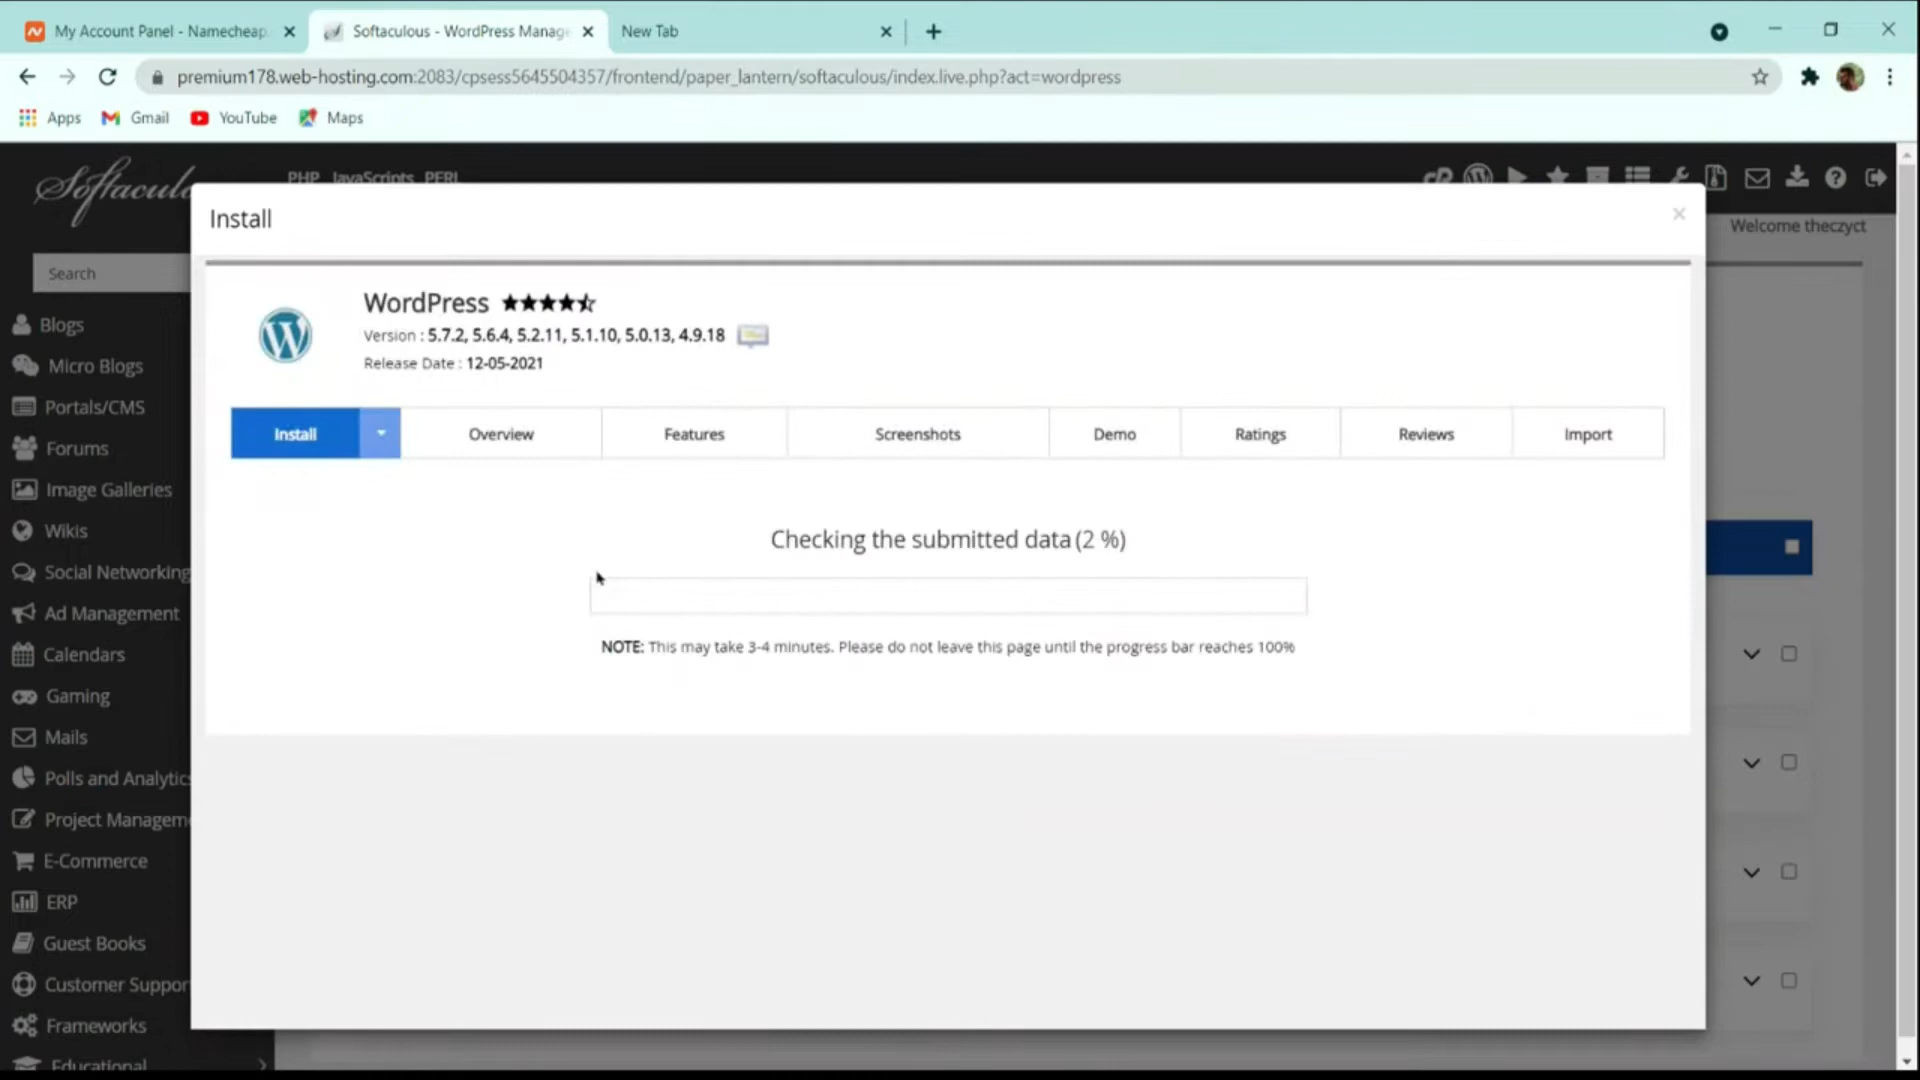 My Account Panel - Namecheap.
Softaculous - WordPress Manag
New Tab
premium178.web-hosting.com:2083/cpsess5645504357/frontend/paper_lantern/softaculous/index.live.php?act=wordpress
Apps Gmail YouTube Maps
Softaculo
PHP JavaScripts PERL
Welcome theczyct
Search
Blogs
Micro Blogs
Portals/CMS
Forums
Image Galleries
Wikis
Social Networking
Ad Management
Calendars
Gaming
Mails
Polls and Analytics
Project Managem
E-Commerce
ERP
Guest Books
Customer Suppor
Frameworks
Educational
Install
WordPress
Version : 5.7.2, 5.6.4, 5.2.11, 5.1.10, 5.0.13, 4.9.18
Release Date : 12-05-2021
Install Overview Features Screenshots Demo Ratings Reviews Import
Checking the submitted data (2 %)
NOTE: This may take 3-4 minutes. Please do not leave this page until the progress bar reaches 100%